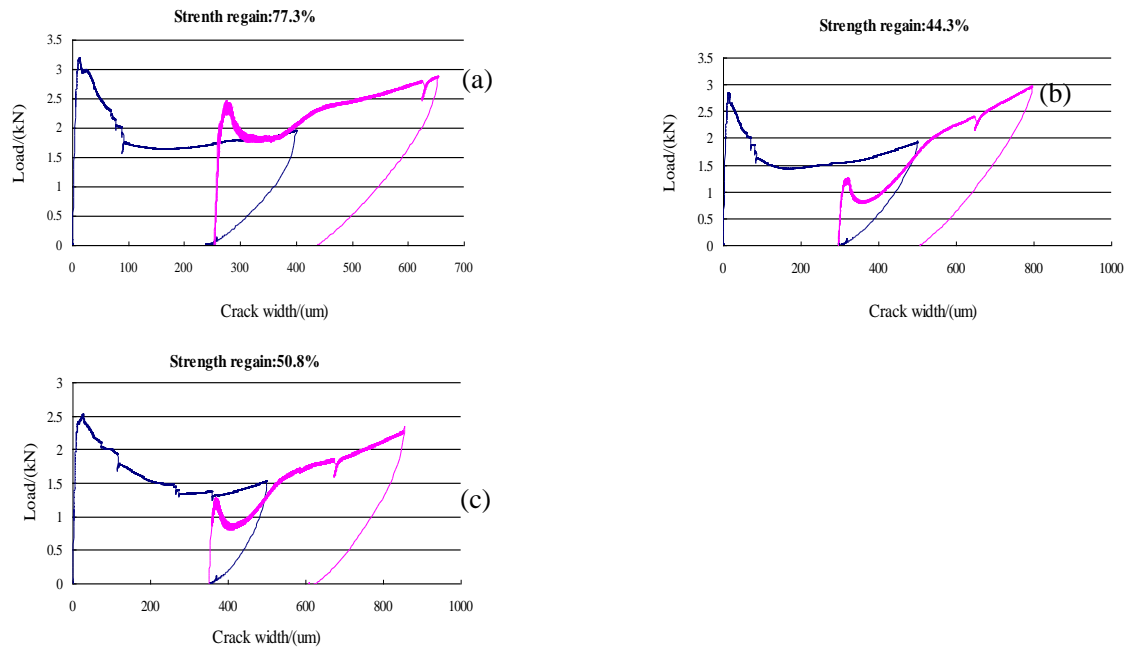 Strenth regain:77.3%
3.5
3
2.5
2
1.5
1
0.5
0
0 100 200 300 400 500 600 700
Load/(kN)
Crack width/(um)
(a)
Strength regain:44.3%
3.5
3
2.5
2
1.5
1
0.5
0
0 200 400 600 800 1000
Load/(kN)
Crack width/(um)
(b)
Strength regain:50.8%
3
2.5
2
1.5
1
0.5
0
0 200 400 600 800 1000
Load/(kN)
Crack width/(um)
(c)